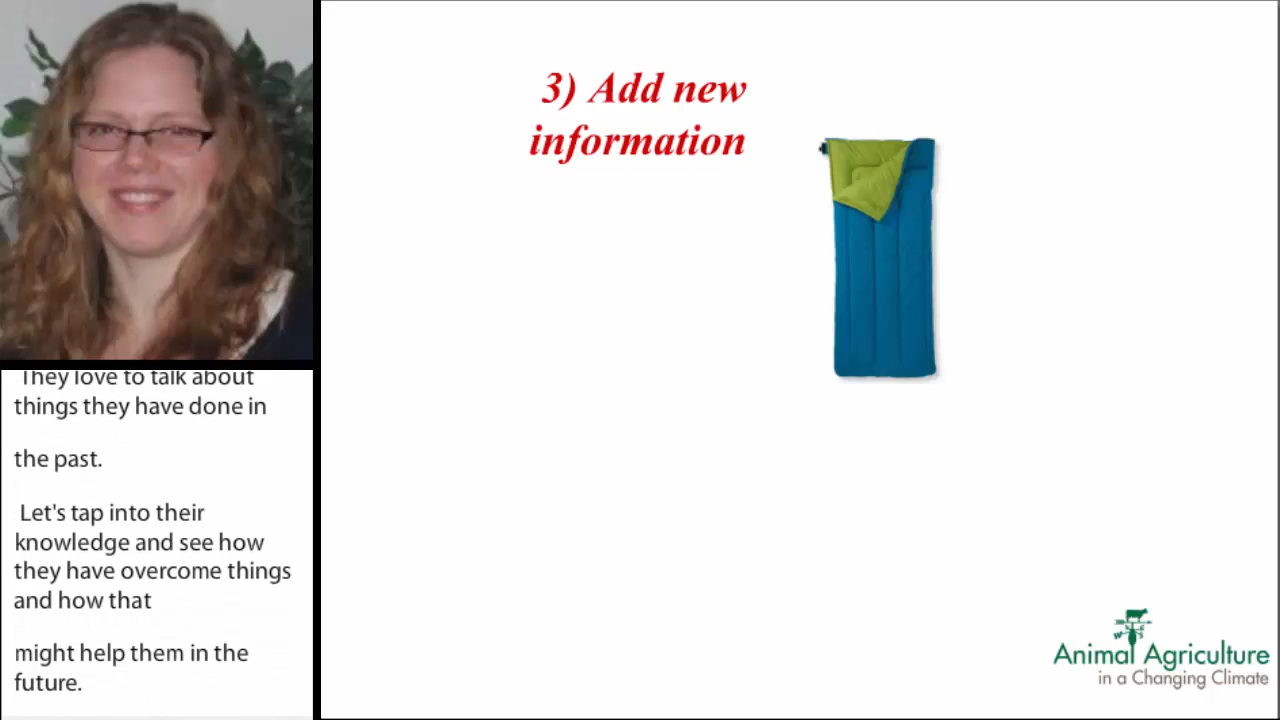 They love to talk about
things they have done in
the past.
Let's tap into their
knowledge and see how
they have overcome things
and how that
might help them in the
future.
3) Add new
information
Animal Agriculture
in a Changing Climate